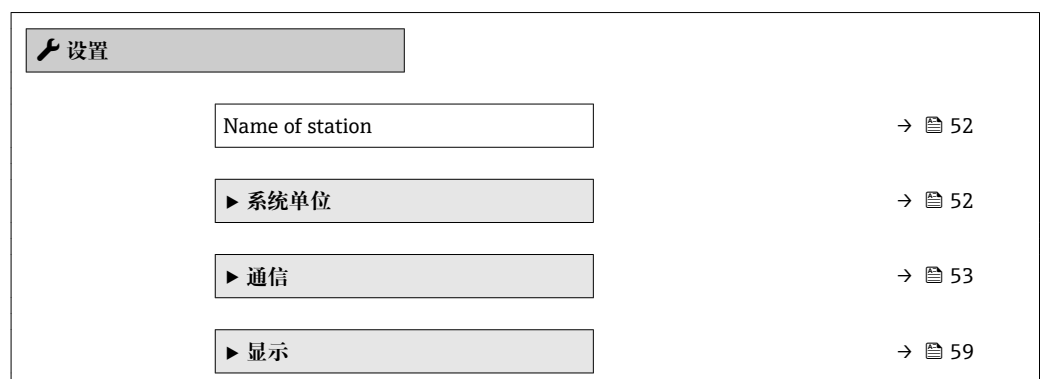 设置
Name of station → 52
▶ 系统单位 → 52
▶ 通信 → 53
▶ 显示 → 59